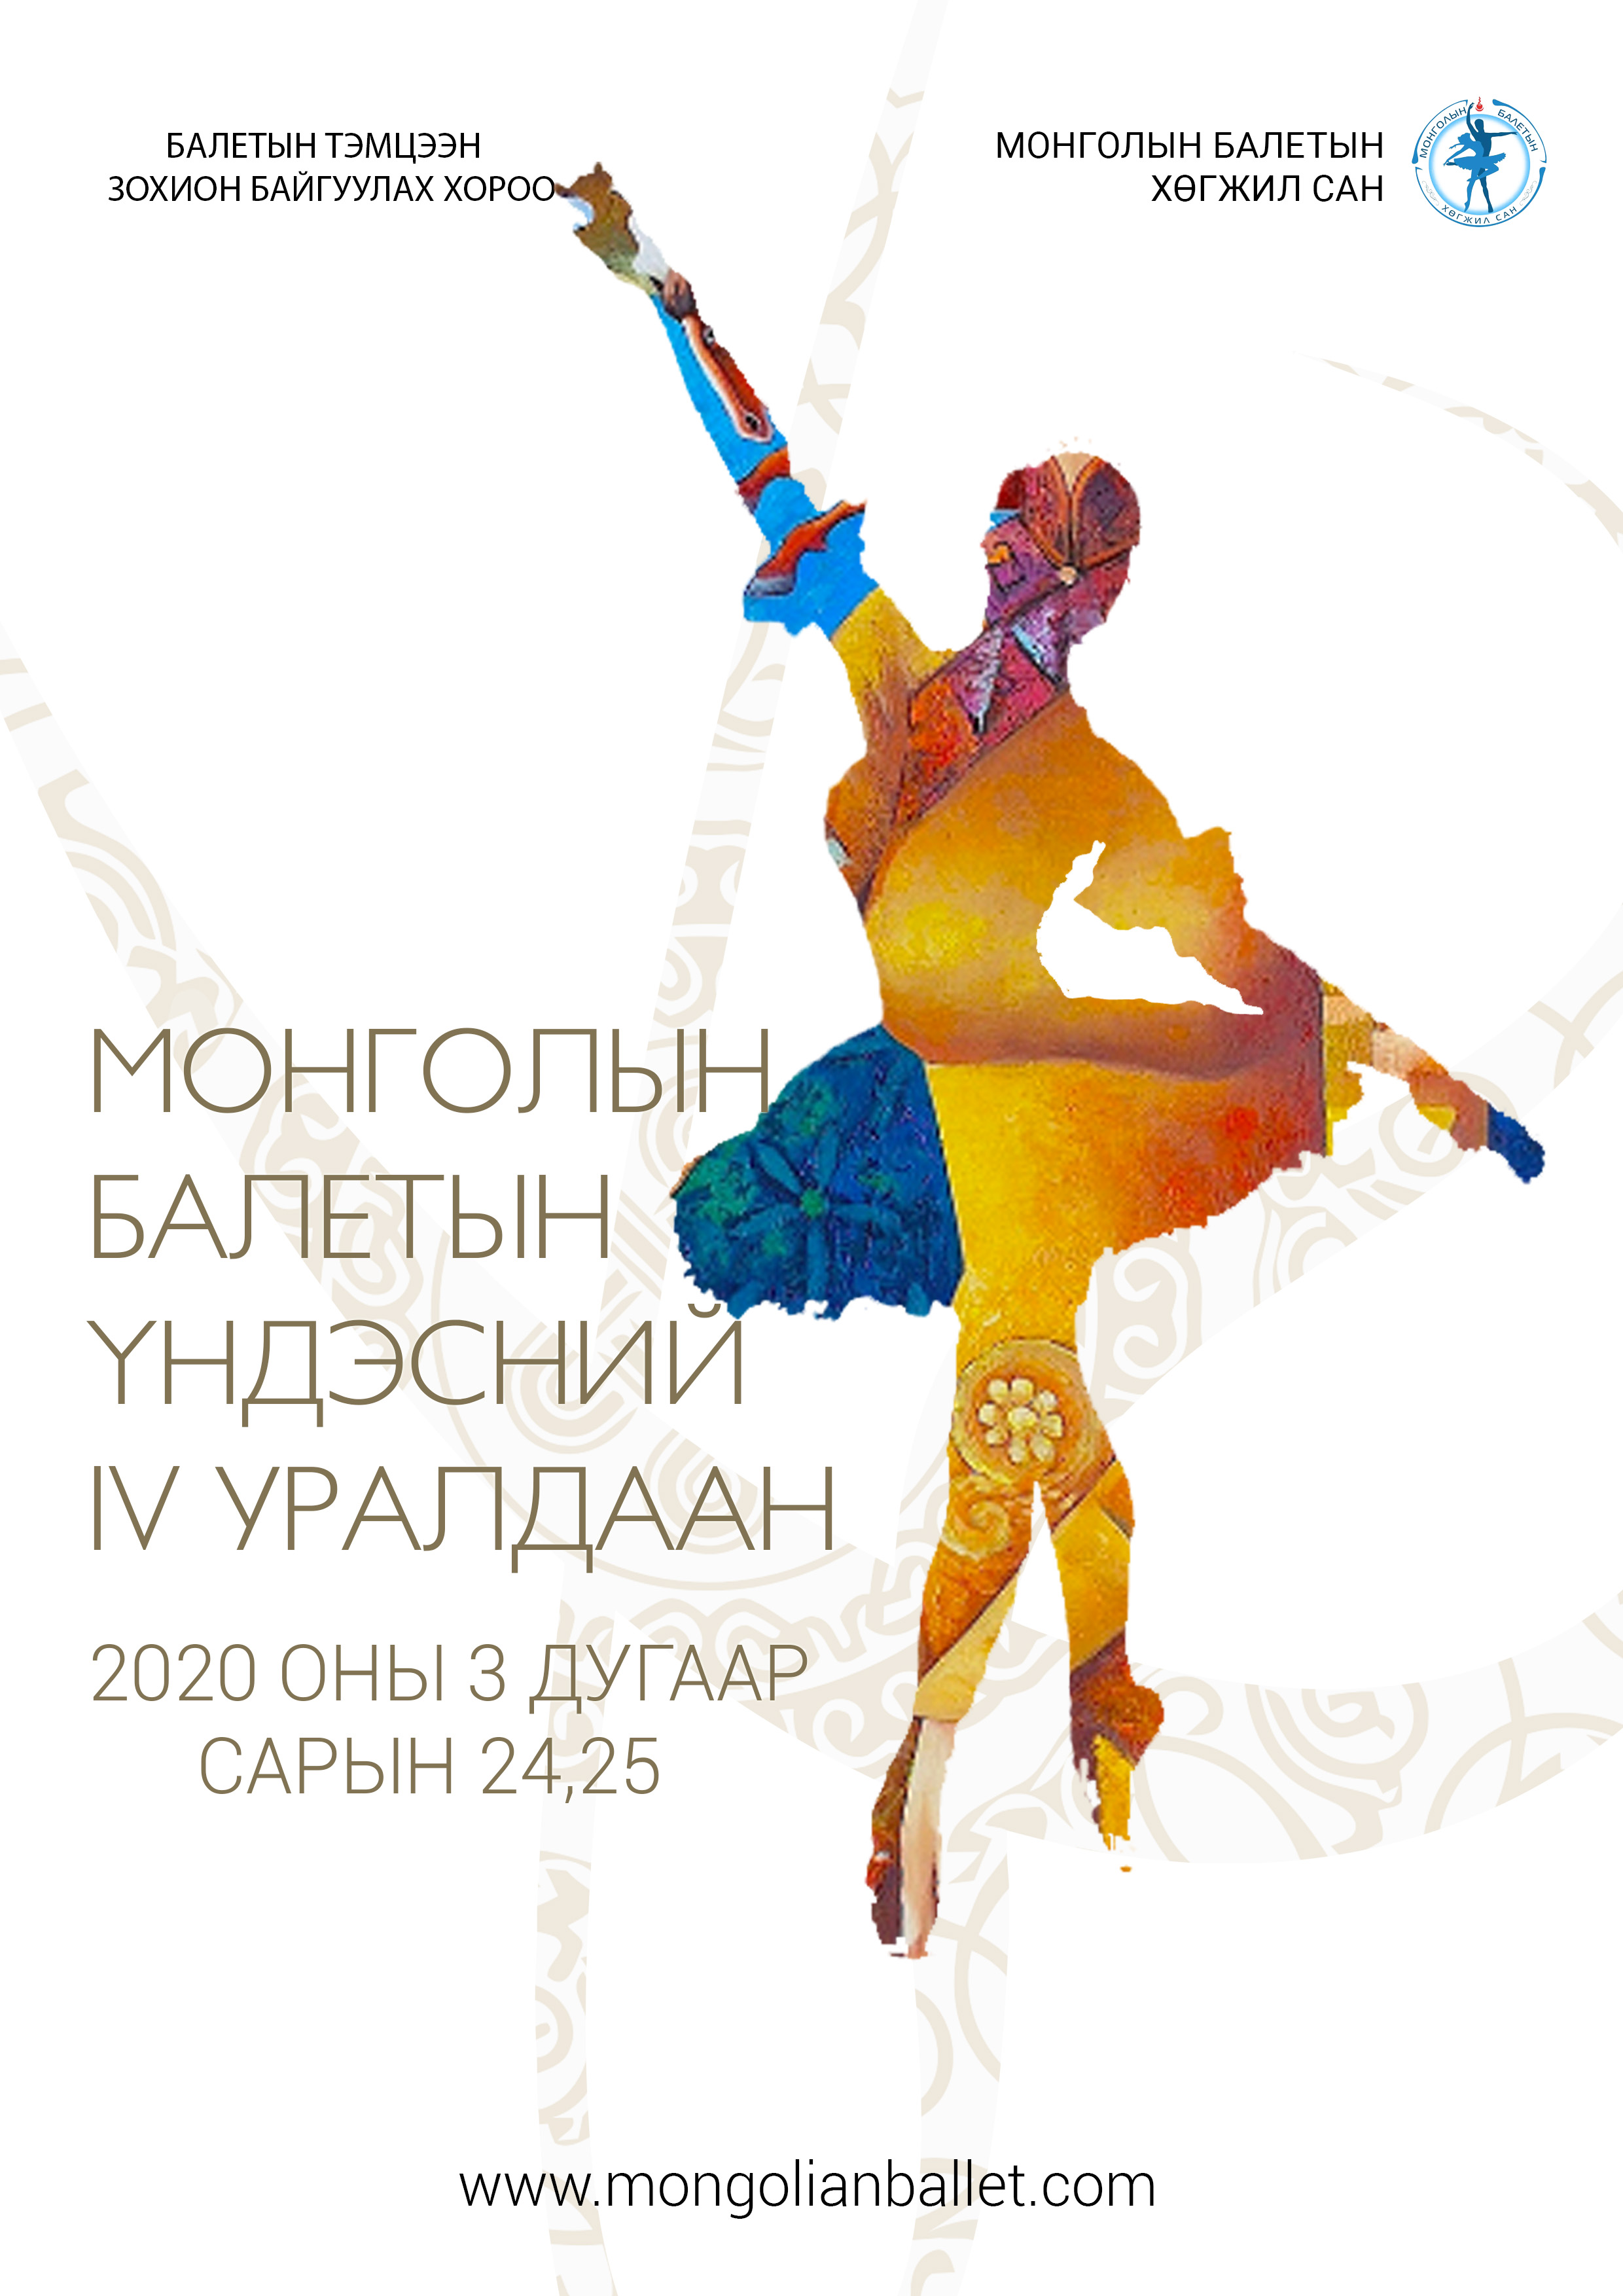 БАЛЕТЫН ТЭМЦЭЭН
ЗОХИОН БАЙГУУЛАХ ХОРОО
МОНГОЛЫН БАЛЕТЫН
ХӨГЖИЛ САН
МОНГОЛЫН БАЛЕТЫН
ХӨГЖИЛ САН
МОНГОЛЫН
БАЛЕТЫН
ҮНДЭСНИЙ
IV УРАЛДААН
2020 ОНЫ 3 ДУГААР
САРЫН 24,25
www.mongolianballet.com